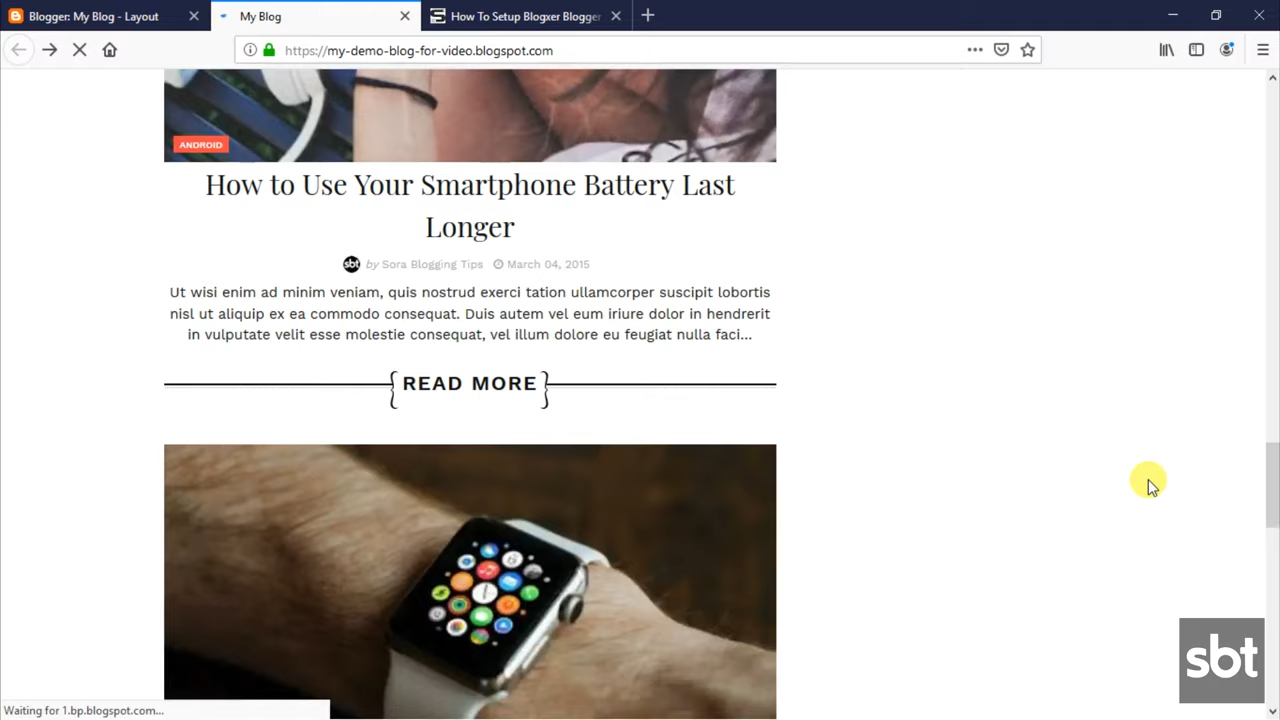 Blogger: My Blog - Layout
My Blog
How To Setup Blogxer Blogger
https://my-demo-blog-for-video.blogspot.com
ANDROID
How to Use Your Smartphone Battery Last
Longer
sbt by Sora Blogging Tips March 04, 2015
Ut wisi enim ad minim veniam, quis nostrud exerci tation ullamcorper suscipit lobortis
nisl ut aliquip ex ea commodo consequat. Duis autem vel eum iriure dolor in hendrerit
in vulputate velit esse molestie consequat, vel illum dolore eu feugiat nulla faci...
{READ MORE}
sbt
Waiting for 1.bp.blogspot.com...